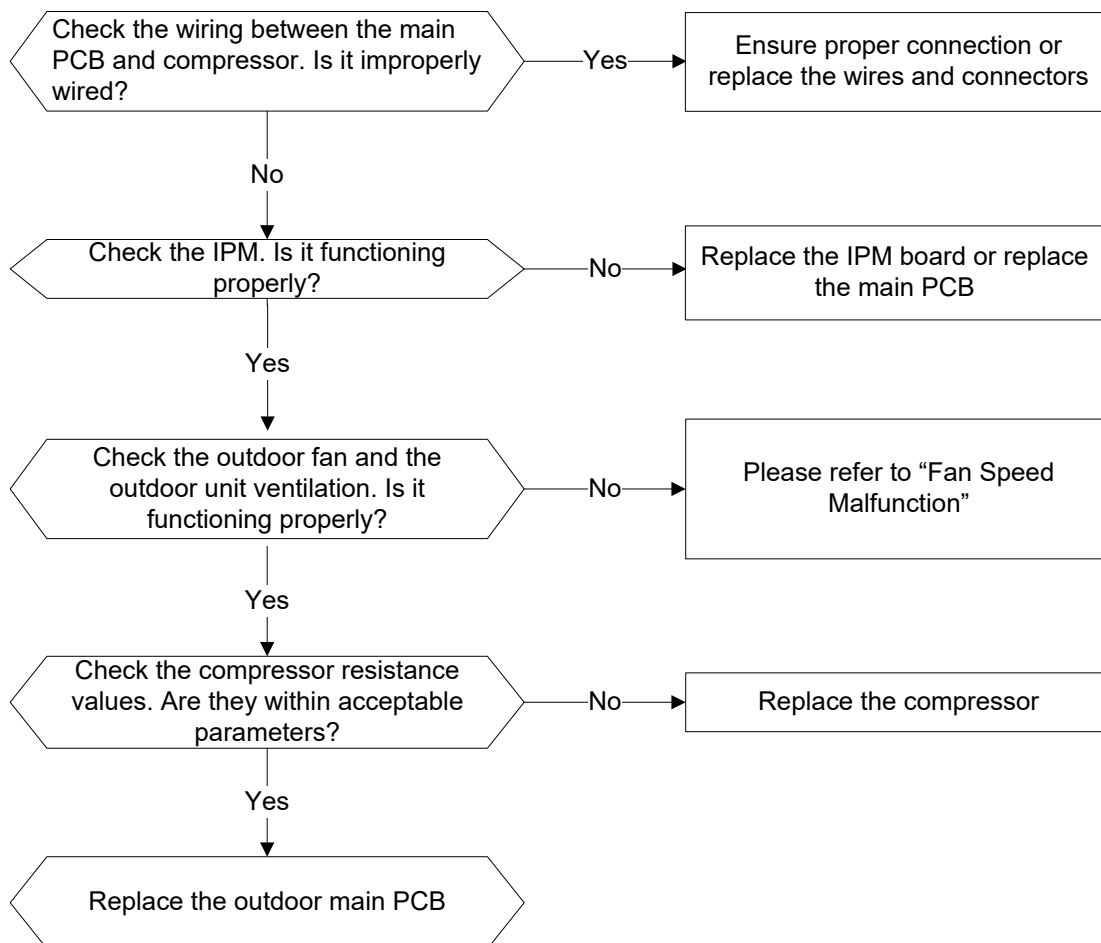 Check the wiring between the main
PCB and compressor. Is it improperly
wired?
Yes
Ensure proper connection or
replace the wires and connectors
No
Check the IPM. Is it functioning
properly?
No
Replace the IPM board or replace
the main PCB
Yes
Check the outdoor fan and the
outdoor unit ventilation. Is it
functioning properly?
No
Please refer to “Fan Speed
Malfunction”
Yes
Check the compressor resistance
values. Are they within acceptable
parameters?
No
Replace the compressor
Yes
Replace the outdoor main PCB